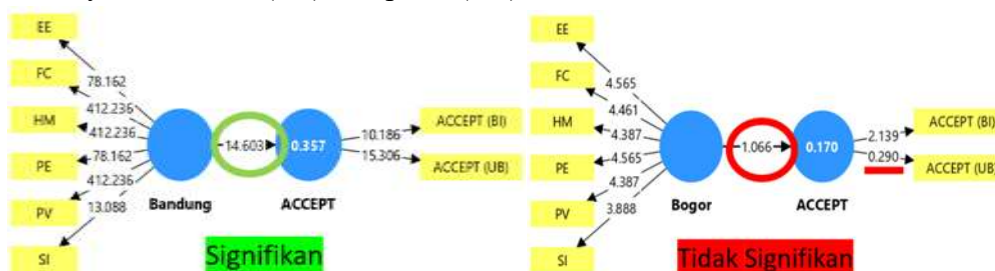 EE
FC
HM
PE
PV
SI
78.162
412.236
412.236
78.162
412.236
13.088
Bandung
14.603
0.357
ACCEPT
10.186
15.306
ACCEPT (BI)
ACCEPT (UB)
Signifikan
EE
FC
HM
PE
PV
SI
4.565
4.461
4.387
4.565
4.387
3.888
Bogor
1.066
0.170
ACCEPT
2.139
0.290
ACCEPT (BI)
ACCEPT (UB)
Tidak Signifikan